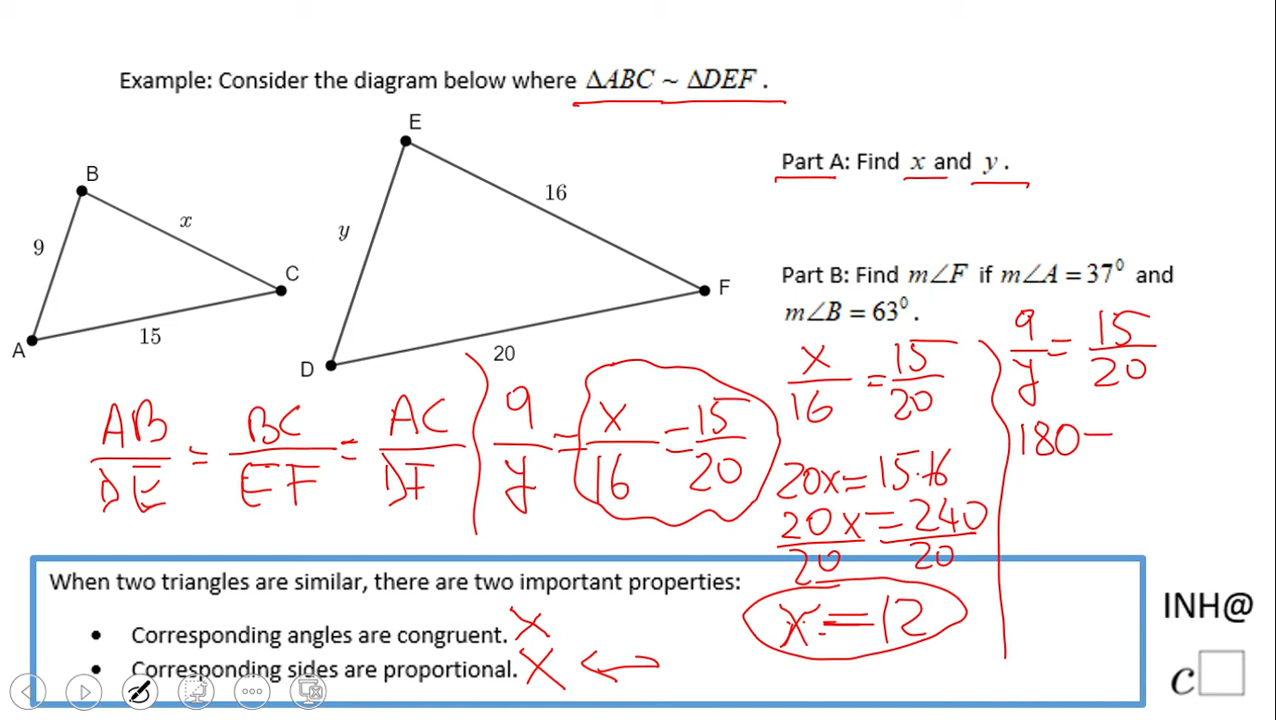 Example: Consider the diagram below where ΔABC ~ ΔDEF .
E
B
Part A: Find x and y .
16
x
y
9
C
F
Part B: Find m∠F if m∠A = 37⁰ and
m∠B = 63⁰ .
15
A
20
D
AB/DE = BC/EF = AC/DF
9/y = x/16 = 15/20
x/16 = 15/20
20x = 15·16
20x/20 = 240/20
x = 12
9/y = 15/20
180 =
When two triangles are similar, there are two important properties:
• Corresponding angles are congruent. X
• Corresponding sides are proportional. X ←
INH@
c